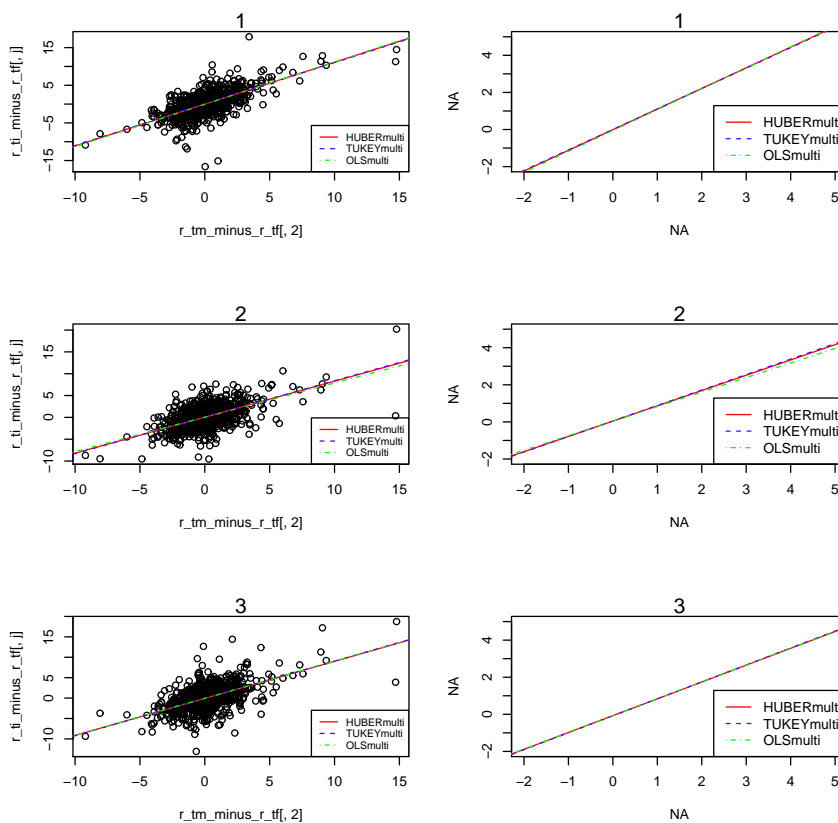 1
r_ti_minus_r_tf[, j]
15
5
-5
-15
-10
-5
0
5
10
15
r_tm_minus_r_tf[, 2]
HUBERmulti
TUKEYmulti
OLSmulti
1
NA
4
2
0
-2
-2
-1
0
1
2
3
4
5
NA
HUBERmulti
TUKEYmulti
OLSmulti
2
r_ti_minus_r_tf[, j]
15
5
0
-10
-10
-5
0
5
10
15
r_tm_minus_r_tf[, 2]
HUBERmulti
TUKEYmulti
OLSmulti
2
NA
4
2
0
-2
-2
-1
0
1
2
3
4
5
NA
HUBERmulti
TUKEYmulti
OLSmulti
3
r_ti_minus_r_tf[, j]
15
5
0
-10
-10
-5
0
5
10
15
r_tm_minus_r_tf[, 2]
HUBERmulti
TUKEYmulti
OLSmulti
3
NA
4
2
0
-2
-2
-1
0
1
2
3
4
5
NA
HUBERmulti
TUKEYmulti
OLSmulti